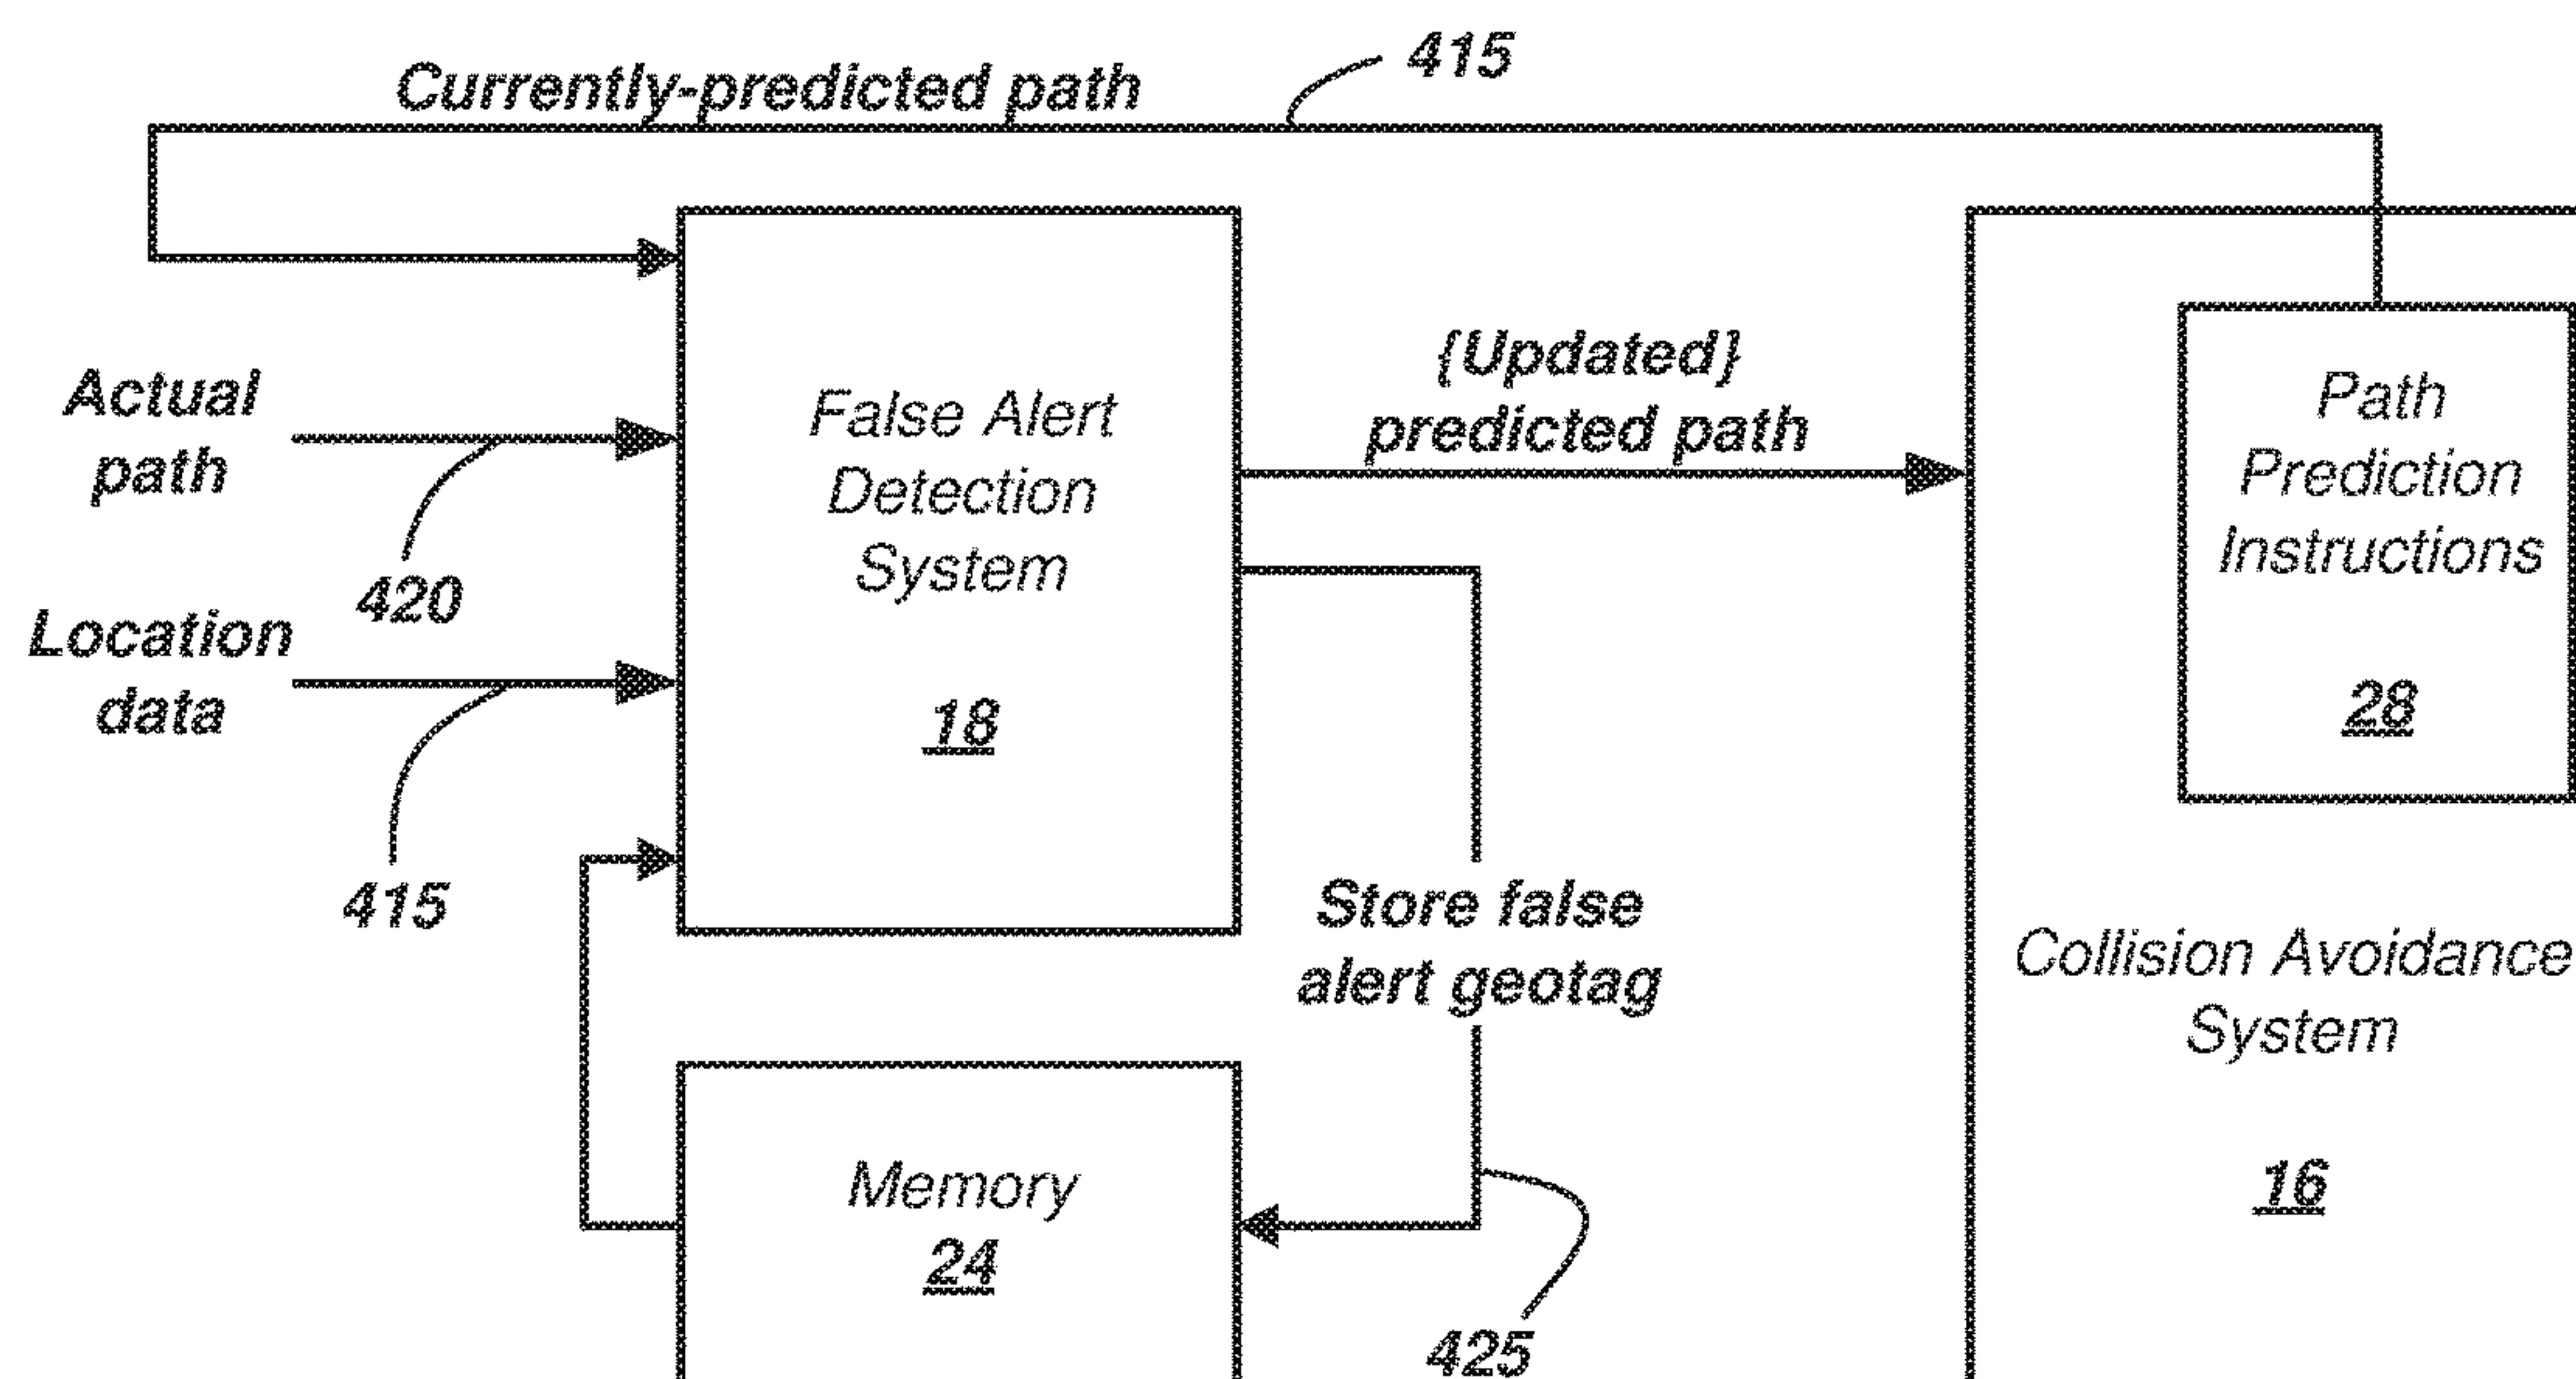 Currently-predicted path
415
Actual
path
420
Location
data
415
False Alert
Detection
System
18
{Updated}
predicted path
Store false
alert geotag
425
Memory
24
Path
Prediction
Instructions
28
Collision Avoidance
System
16